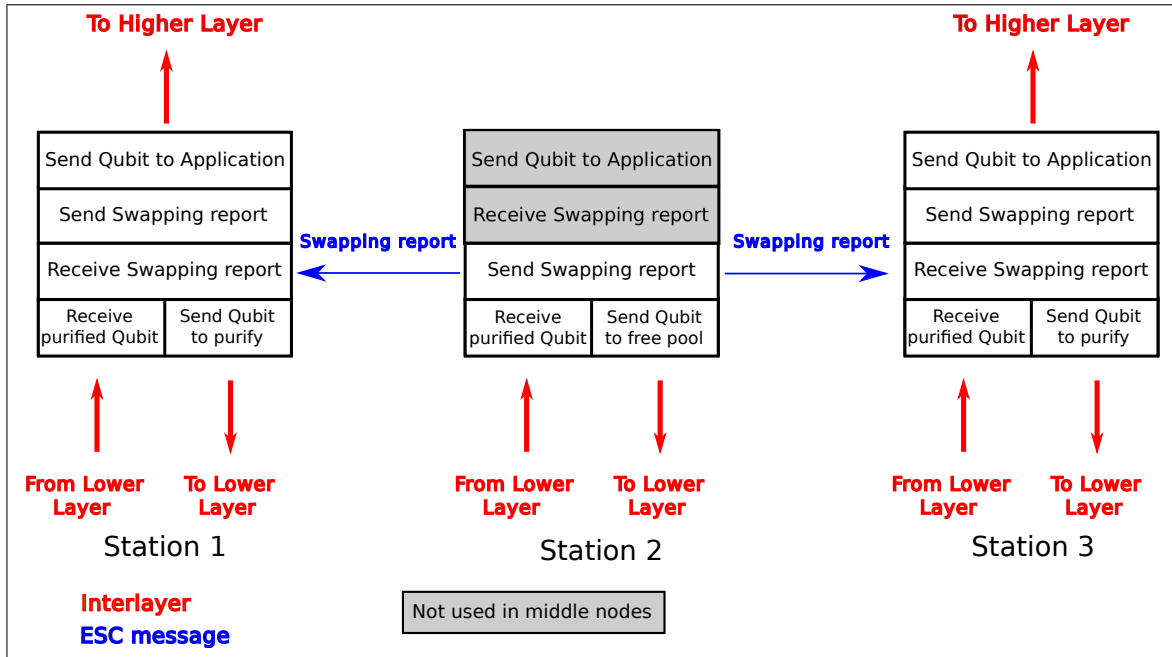 To Higher Layer
To Higher Layer
Send Qubit to Application
Send Swapping report
Receive Swapping report
Receive
purified Qubit
Send Qubit
to purify
Swapping report
Send Qubit to Application
Receive Swapping report
Send Swapping report
Receive
purified Qubit
Send Qubit
to free pool
Swapping report
Send Qubit to Application
Send Swapping report
Receive Swapping report
Receive
purified Qubit
Send Qubit
to purify
From Lower
Layer
To Lower
Layer
From Lower
Layer
To Lower
Layer
From Lower
Layer
To Lower
Layer
Station 1
Station 2
Station 3
Interlayer
ESC message
Not used in middle nodes